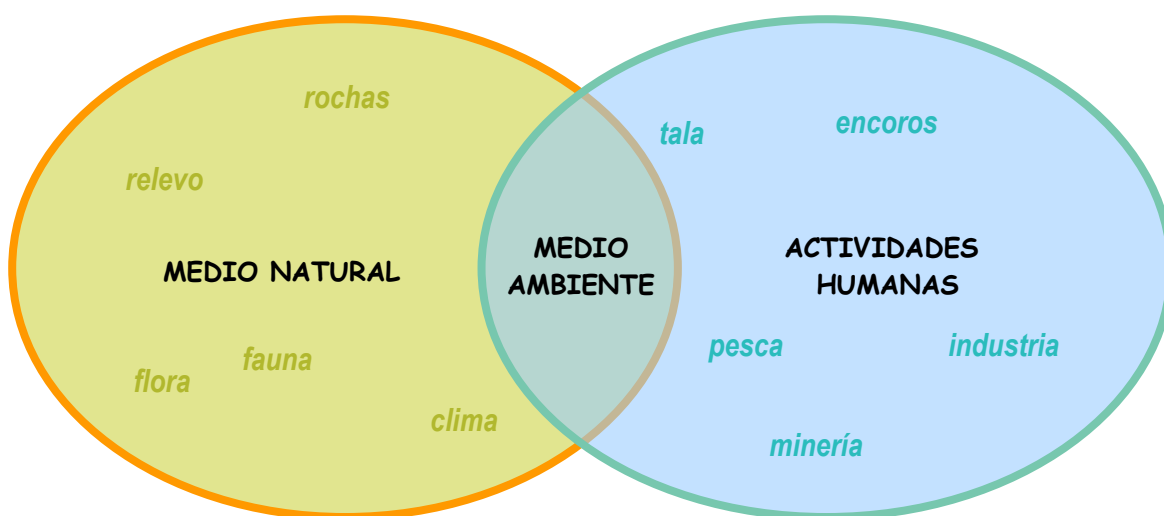 rochas
relevo
MEDIO NATURAL
fauna
flora
clima
MEDIO
AMBIENTE
tala
encoros
ACTIVIDADES
HUMANAS
pesca
industria
minería